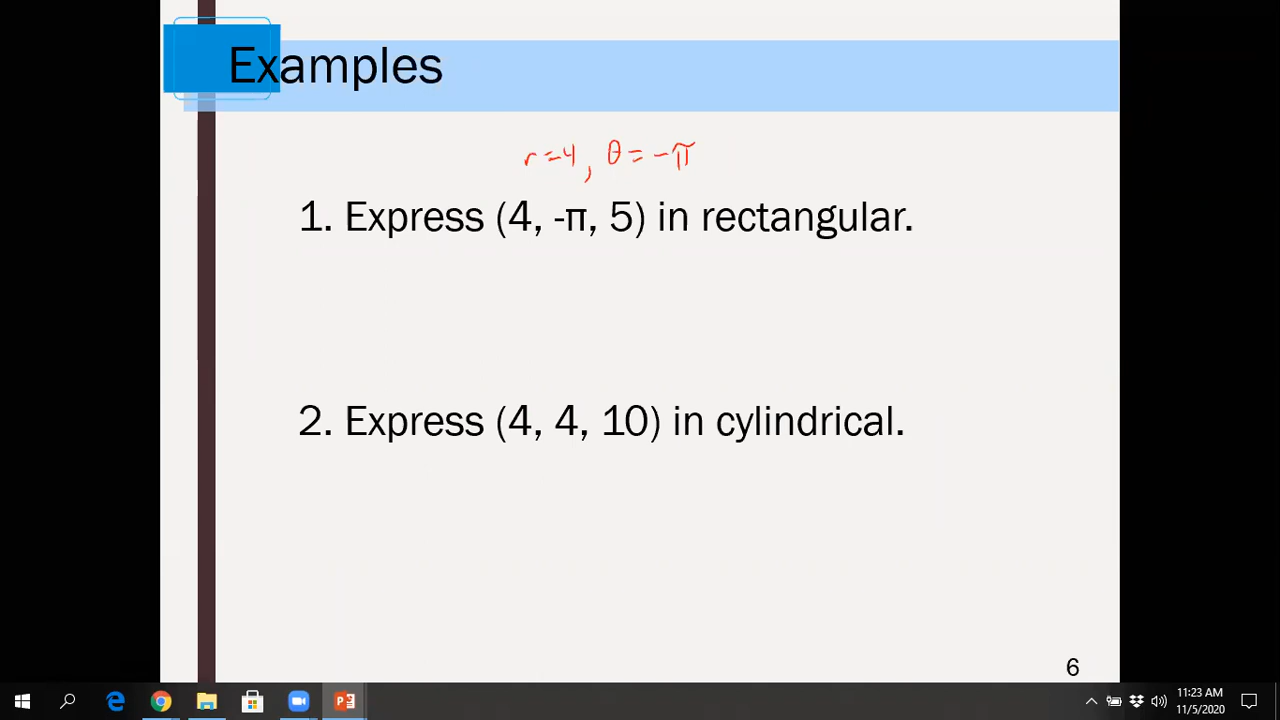 Examples
r=4, θ=-π
1. Express (4, -π, 5) in rectangular.
2. Express (4, 4, 10) in cylindrical.
6
11:23 AM
11/5/2020